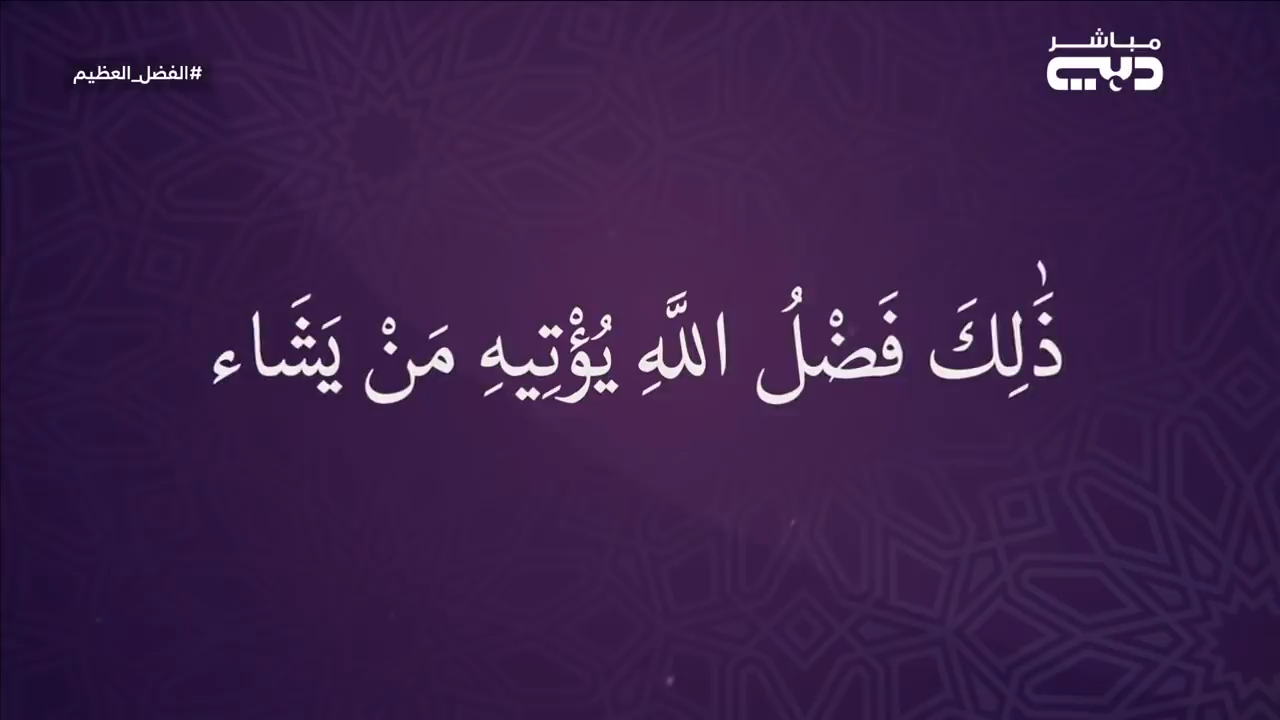 مباشر
دبي
#الفضل_العظيم
ذَٰلِكَ فَضْلُ اللَّهِ يُؤْتِيهِ مَنْ يَشَاء